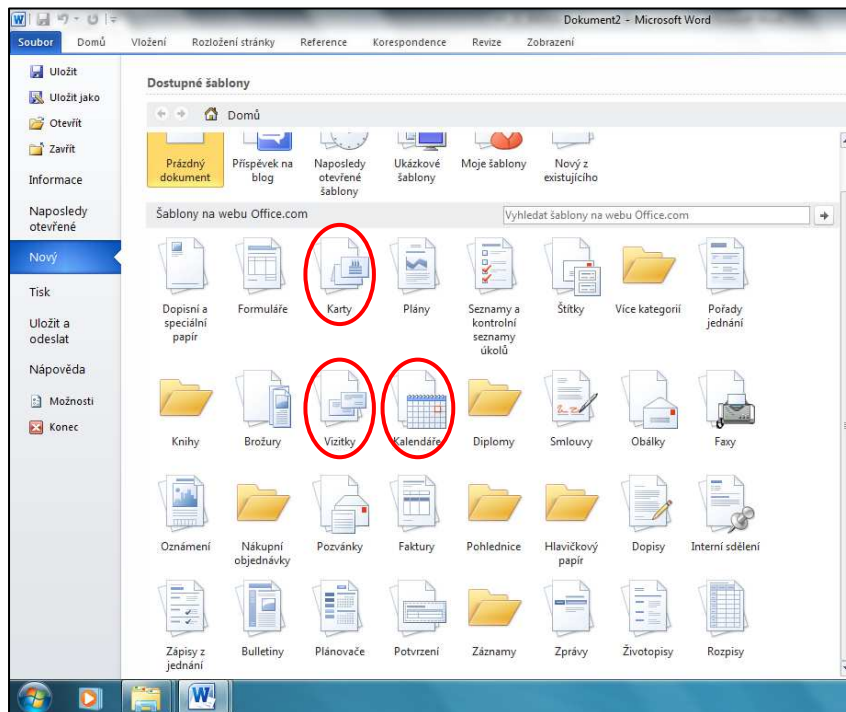 Dokument2 - Microsoft Word
Soubor Domů Vložení Rozložení stránky Reference Korespondence Revize Zobrazení
Uložit
Uložit jako
Otevřít
Zavřít
Informace
Naposledy
otevřené
Nový
Tisk
Uložit a
odeslat
Nápověda
Možnosti
Konec
Dostupné šablony
Domů
Prázdný
dokument
Příspěvek na
blog
Naposledy
otevřené
šablony
Ukázkové
šablony
Moje šablony
Nový z
existujícího
Šablony na webu Office.com
Vyhledat šablony na webu Office.com
Dopisní a
speciální
papír
Formuláře
Karty
Plány
Seznamy a
kontrolní
seznamy
úkolů
Štítky
Více kategorií
Pořady
jednání
Knihy
Brožury
Vizitky
Kalendáře
Diplomy
Smlouvy
Obálky
Faxy
Oznámení
Nákupní
objednávky
Pozvánky
Faktury
Pohlednice
Hlavičkový
papír
Dopisy
Interní sdělení
Zápisy z
jednání
Bulletiny
Plánovače
Potvrzení
Záznamy
Zprávy
Životopisy
Rozpisy